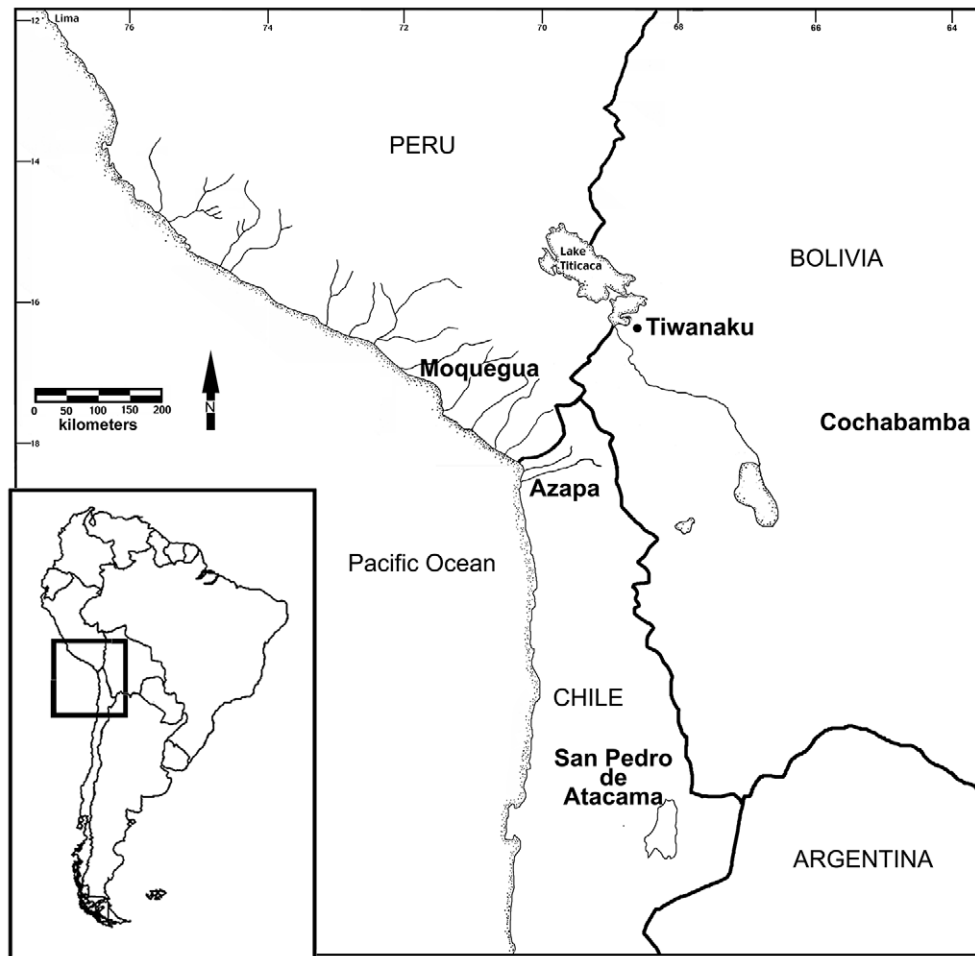 12
Lima
76
74
72
70
68
66
64
PERU
14
Lake
Titicaca
BOLIVIA
16
Tiwanaku
Moquegua
N
0 50 100 150 200
kilometers
Cochabamba
18
Azapa
Pacific Ocean
CHILE
San Pedro
de
Atacama
ARGENTINA